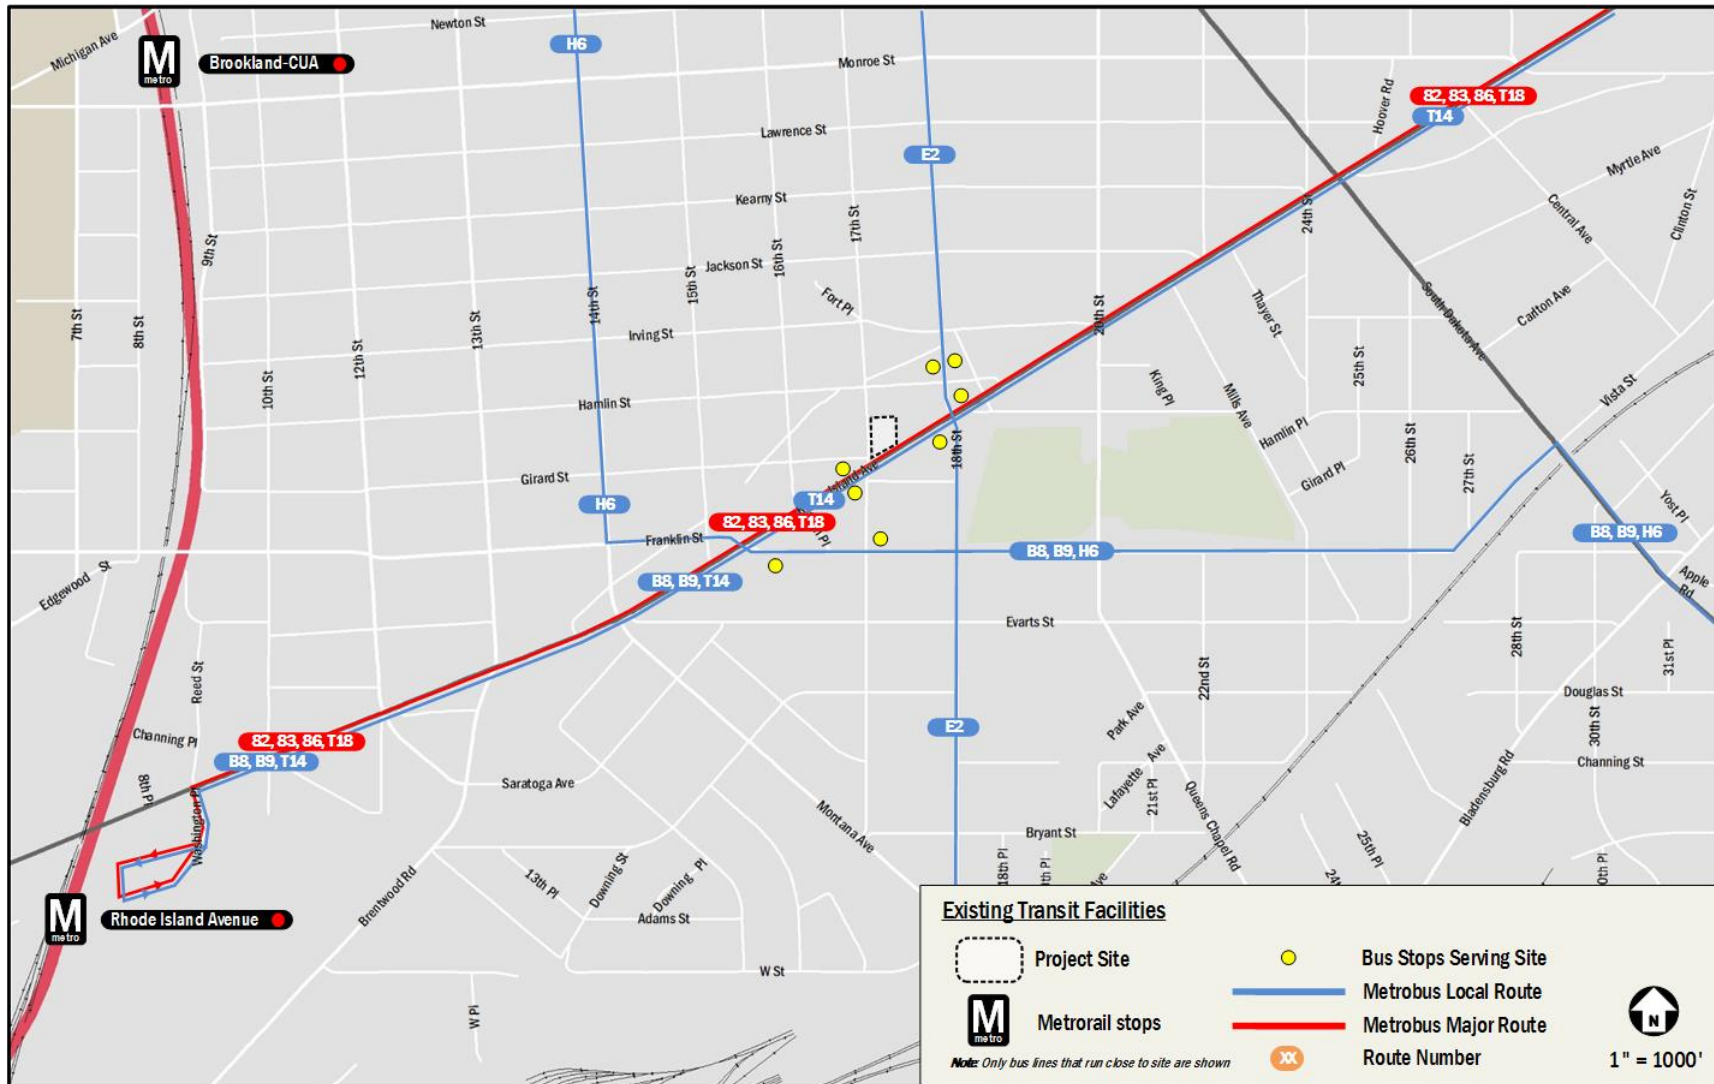 Newton St
Michigan Ave
M
metro
Brookland-CUA
H6
Monroe St
Hoover Rd
82, 83, 86, T18
T14
Lawrence St
E2
Myrtle Ave
Kearny St
17th St
24th St
Central Ave
Clinton St
9th St
16th St
Jackson St
15th St
Fort Pl
14th St
20th St
Thayer St
South Dakota Ave
Carlton Ave
7th St
8th St
13th St
12th St
Irving St
10th St
25th St
Vista St
King Pl
Mills Ave
Hamlin St
Hamlin Pl
18th St
26th St
27th St
Girard St
Island Ave
Girard Pl
Yost Pl
H6
T14
82, 83, 86, T18
Pl
Franklin St
B8, B9, H6
B8, B9, H6
Edgewood St
B8, B9, T14
Apple Rd
Evarts St
28th St
31st Pl
Reed St
22nd St
Douglas St
Park Ave
30th St
Channing Pl
82, 83, 86, T18
B8, B9, T14
E2
Channing St
8th Pl
Washington Pl
Saratoga Ave
Lafayette Ave
21st Pl
Queens Chapel Rd
Bladensburg Rd
Montana Ave
Bryant St
25th Pl
18th Pl
Ave
13th Pl
Downing St
Downing Pl
Brentwood Rd
Adams St
M
metro
Rhode Island Avenue
W St
W Pl
Existing Transit Facilities
Project Site
Bus Stops Serving Site
Metrobus Local Route
M
metro
Metrorail stops
Metrobus Major Route
Note: Only bus lines that run close to site are shown
XX
Route Number
N
1" = 1000'